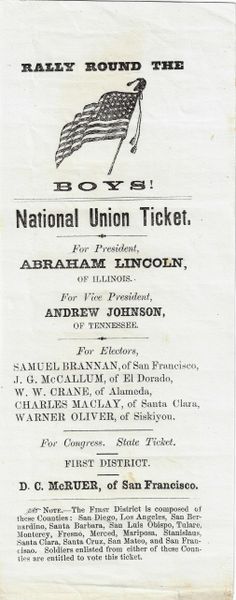 RALLY ROUND THE
BOYS!
National Union Ticket.
For President,
ABRAHAM LINCOLN,
OF ILLINOIS.
For Vice President,
ANDREW JOHNSON,
OF TENNESSEE.
For Electors,
SAMUEL BRANNAN, of San Francisco,
J. G. McCALLUM, of El Dorado,
W. W. CRANE, of Alameda,
CHARLES MACLAY, of Santa Clara,
WARNER OLIVER, of Siskiyou.
For Congress. State Ticket.
FIRST DISTRICT.
D. C. McRUER, of San Francisco.
NOTE.—The First District is composed of
these Counties: San Diego, Los Angeles, San Ber-
nardino, Santa Barbara, San Luis Obispo, Tulare,
Monterey, Fresno, Merced, Mariposa, Stanislaus,
Santa Clara, Santa Cruz, San Mateo, and San Fran-
cisco. Soldiers enlisted from either of these Coun-
ties are entitled to vote this ticket.